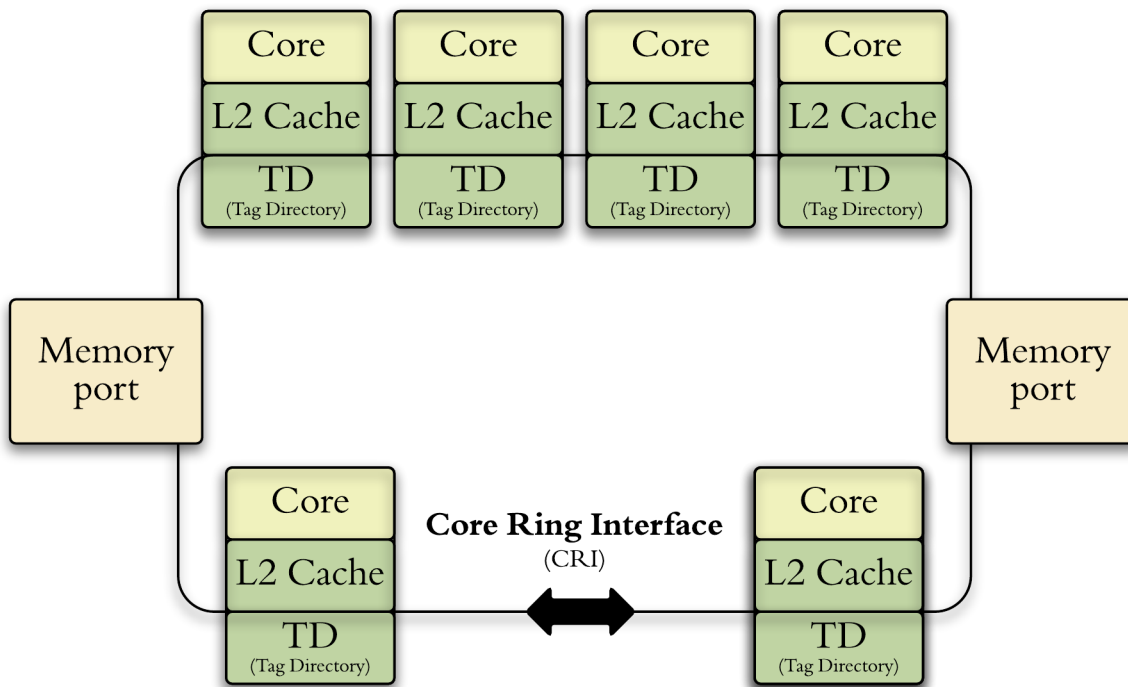 Core
Core
Core
Core
L2 Cache
L2 Cache
L2 Cache
L2 Cache
TD
TD
TD
TD
(Tag Directory)
(Tag Directory)
(Tag Directory)
(Tag Directory)
Memory
port
Memory
port
Core
L2 Cache
TD
(Tag Directory)
Core Ring Interface
(CRI)
Core
L2 Cache
TD
(Tag Directory)